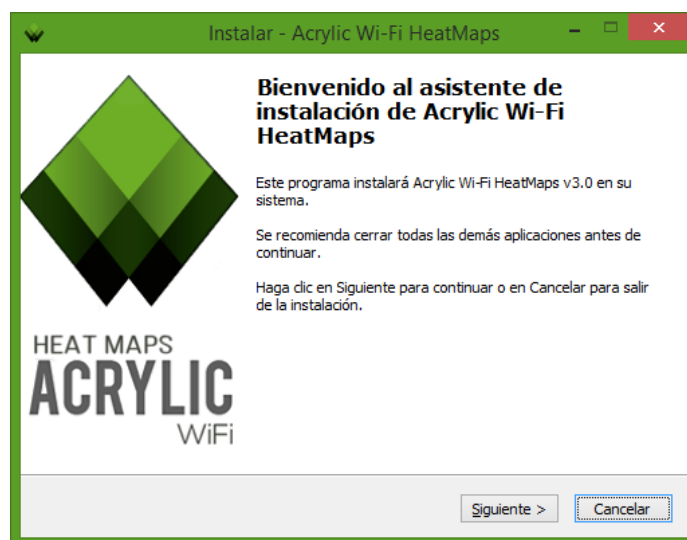 Instalar - Acrylic Wi-Fi HeatMaps
Bienvenido al asistente de
instalación de Acrylic Wi-Fi
HeatMaps
Este programa instalará Acrylic Wi-Fi HeatMaps v3.0 en su
sistema.
Se recomienda cerrar todas las demás aplicaciones antes de
continuar.
Haga clic en Siguiente para continuar o en Cancelar para salir
de la instalación.
HEAT MAPS
ACRYLIC
WiFi
Siguiente >
Cancelar